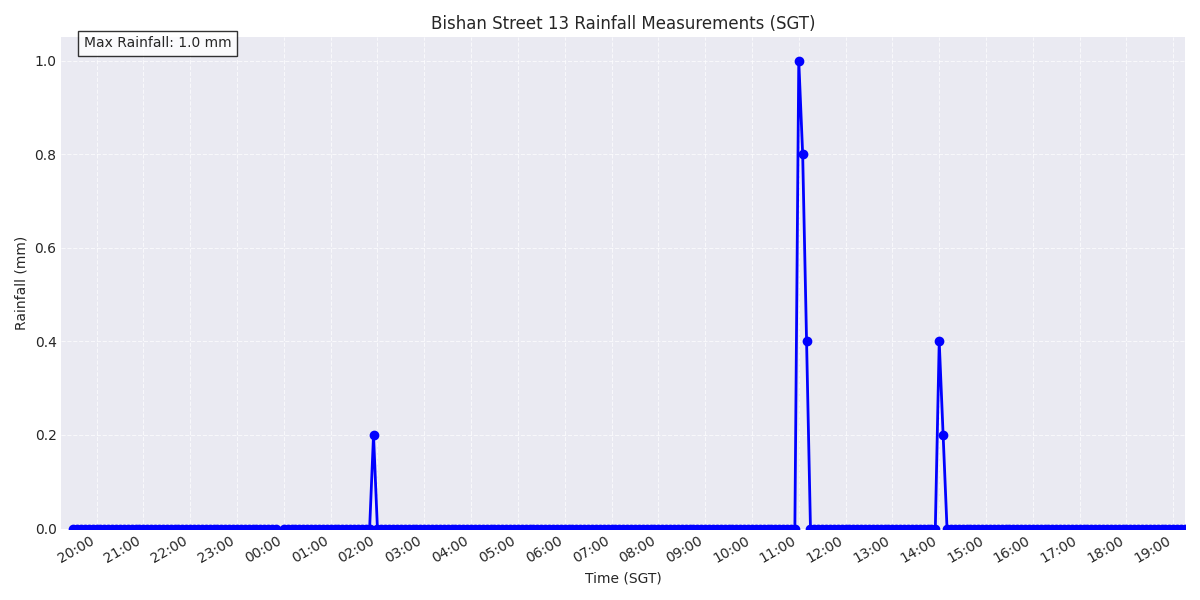 Bishan Street 13 Rainfall Measurements (SGT)
Max Rainfall: 1.0 mm
1.0
0.8
0.6
0.4
0.2
0.0
Rainfall (mm)
20:00 21:00 22:00 23:00 00:00 01:00 02:00 03:00 04:00 05:00 06:00 07:00 08:00 09:00 10:00 11:00 12:00 13:00 14:00 15:00 16:00 17:00 18:00 19:00
Time (SGT)